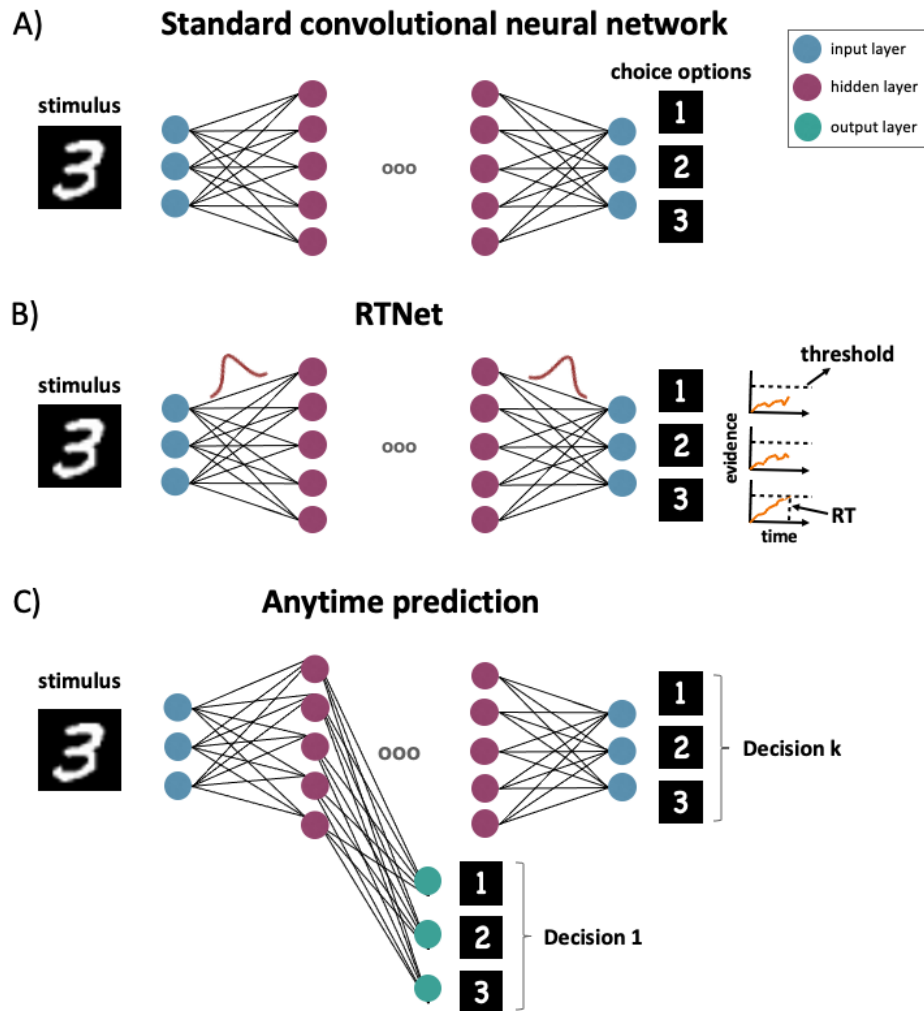 A) Standard convolutional neural network
input layer
hidden layer
output layer
stimulus
3
ooo
choice options
1
2
3
B) RTNet
stimulus
3
ooo
1
2
3
threshold
evidence
RT
time
C) Anytime prediction
stimulus
3
ooo
1
2
3
Decision k
1
2
3
Decision 1